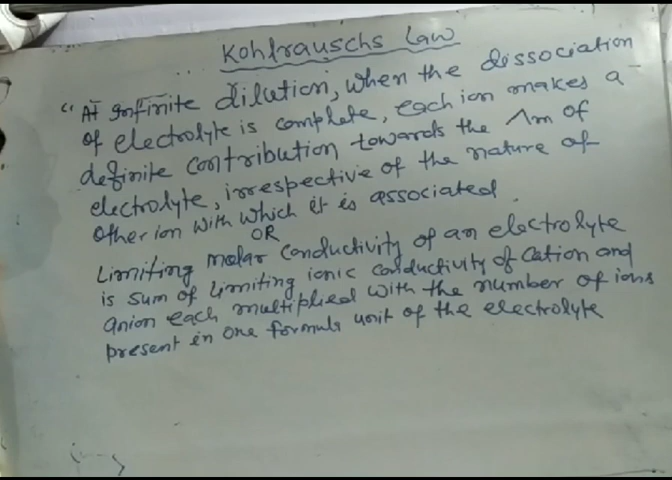 Kohlrauschs Law
"At Infinite dilution, when the dissociation
of electrolyte is complete, each ion makes a
definite contribution towards the Λm of
electrolyte, irrespective of the nature of
other ion with which it is associated.
OR
Limiting molar conductivity of an electrolyte
is sum of limiting ionic conductivity of cation and
anion each multiplied with the number of ions
present in one formula unit of the electrolyte